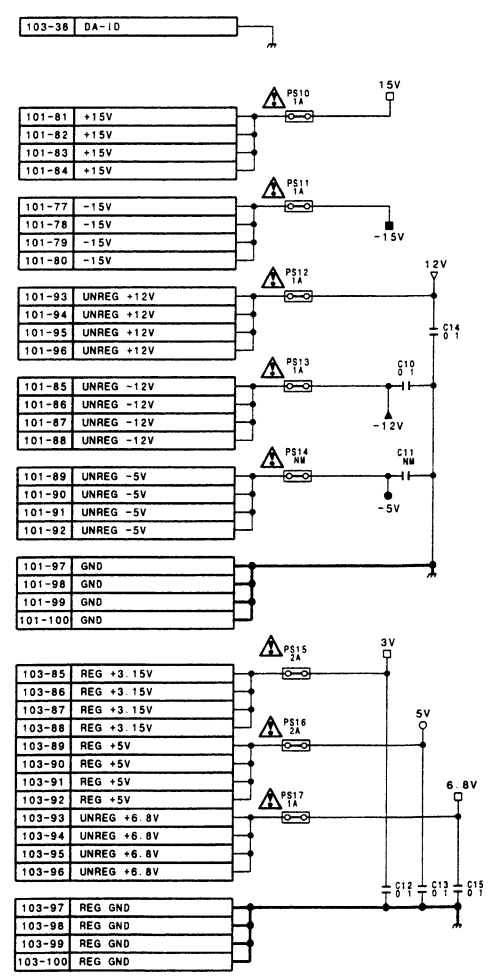 103-38 DA-ID
PS10
1A
15V
101-81 +15V
101-82 +15V
101-83 +15V
101-84 +15V
PS11
1A
101-77 -15V
101-78 -15V
101-79 -15V
101-80 -15V
-15V
PS12
1A
12V
101-93 UNREG +12V
101-94 UNREG +12V
101-95 UNREG +12V
101-96 UNREG +12V
C14
0 1
PS13
1A
C10
0 1
101-85 UNREG -12V
101-86 UNREG -12V
101-87 UNREG -12V
101-88 UNREG -12V
-12V
PS14
NM
C11
NM
101-89 UNREG -5V
101-90 UNREG -5V
101-91 UNREG -5V
101-92 UNREG -5V
-5V
101-97 GND
101-98 GND
101-99 GND
101-100 GND
PS15
2A
3V
103-85 REG +3.15V
103-86 REG +3.15V
103-87 REG +3.15V
103-88 REG +3.15V
PS16
2A
5V
103-89 REG +5V
103-90 REG +5V
103-91 REG +5V
103-92 REG +5V
PS17
1A
6.8V
103-93 UNREG +6.8V
103-94 UNREG +6.8V
103-95 UNREG +6.8V
103-96 UNREG +6.8V
C12
0 1
C13
0 1
C15
0 1
103-97 REG GND
103-98 REG GND
103-99 REG GND
103-100 REG GND